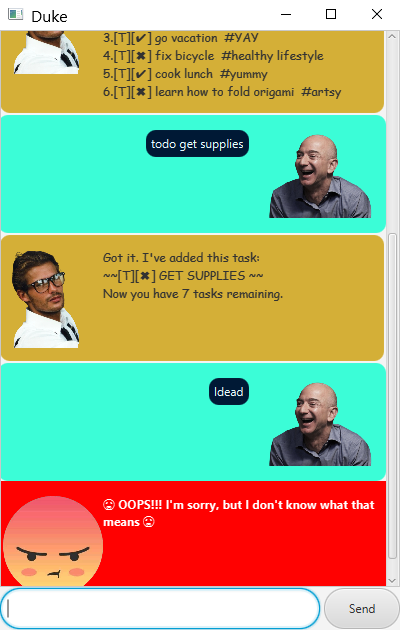 Duke
3.[T][✔] go vacation  #YAY
4.[T][✖] fix bicycle  #healthy lifestyle
5.[T][✔] cook lunch  #yummy
6.[T][✖] learn how to fold origami  #artsy
todo get supplies
Got it. I've added this task:
~~[T][✖] GET SUPPLIES ~~
Now you have 7 tasks remaining.
ldead
☹ OOPS!!! I'm sorry, but I don't know what that
means ☹
Send